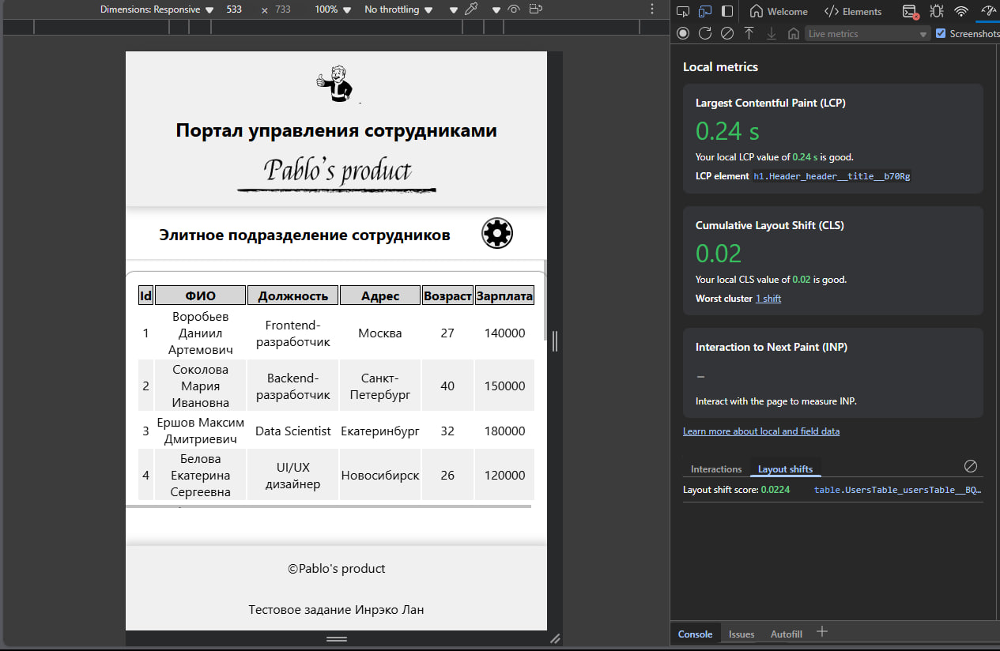 Dimensions: Responsive 533 × 733 100% No throttling
Welcome Elements
Live metrics Screenshots
Портал управления сотрудниками
Pablo's product
Элитное подразделение сотрудников
Id ФИО Должность Адрес Возраст Зарплата
1 Воробьев Даниил Артемович Frontend-разработчик Москва 27 140000
2 Соколова Мария Ивановна Backend-разработчик Санкт-Петербург 40 150000
3 Ершов Максим Дмитриевич Data Scientist Екатеринбург 32 180000
4 Белова Екатерина Сергеевна UI/UX дизайнер Новосибирск 26 120000
©Pablo's product
Тестовое задание Инрэко Лан
Local metrics
Largest Contentful Paint (LCP)
0.24 s
Your local LCP value of 0.24 s is good.
LCP element h1.Header_header__title__b70Rg
Cumulative Layout Shift (CLS)
0.02
Your local CLS value of 0.02 is good.
Worst cluster 1 shift
Interaction to Next Paint (INP)
–
Interact with the page to measure INP.
Learn more about local and field data
Interactions Layout shifts
Layout shift score: 0.0224 table.UsersTable_usersTable__BQ…
Console Issues Autofill